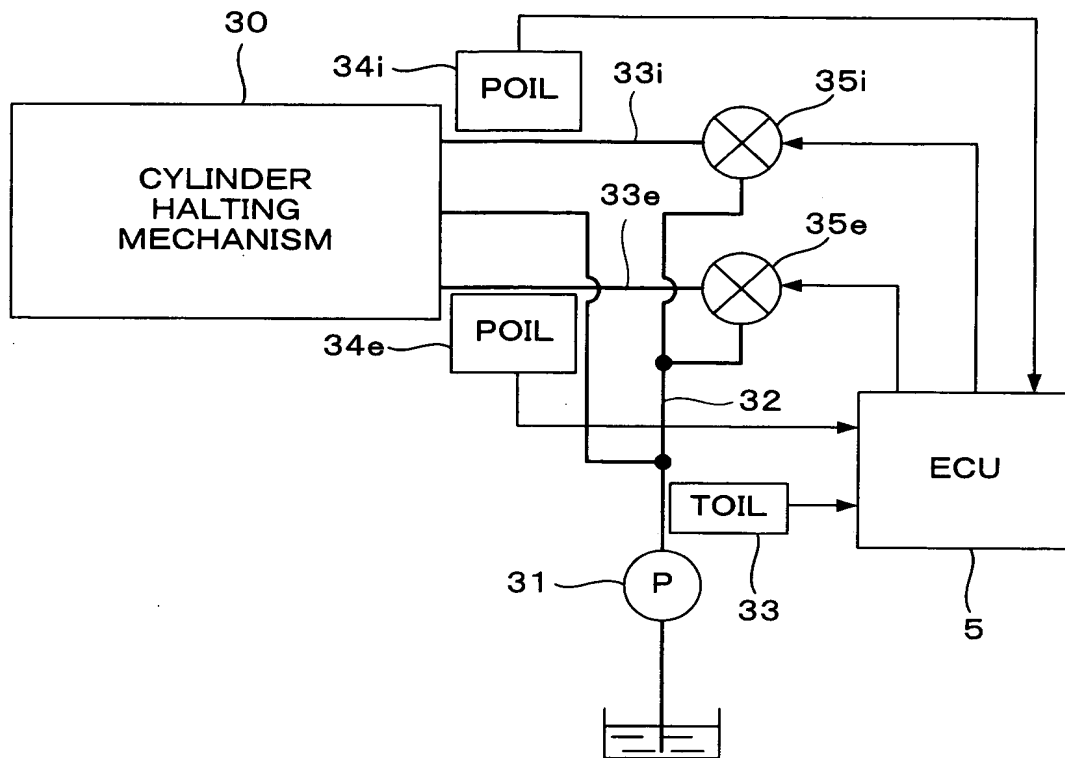 30
34i
POIL
33i
35i
CYLINDER
HALTING
MECHANISM
33e
35e
34e
POIL
32
ECU
TOIL
31
P
33
5